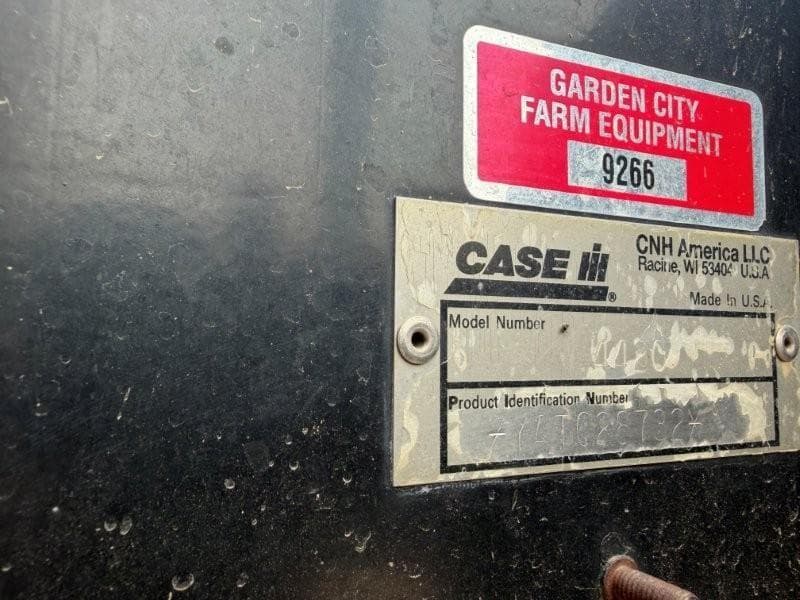 GARDEN CITY
FARM EQUIPMENT
9266
CASE IH
®
CNH America LLC
Racine, WI 53404 U.S.A
Made in U.S.A.
Model Number
Product Identification Number